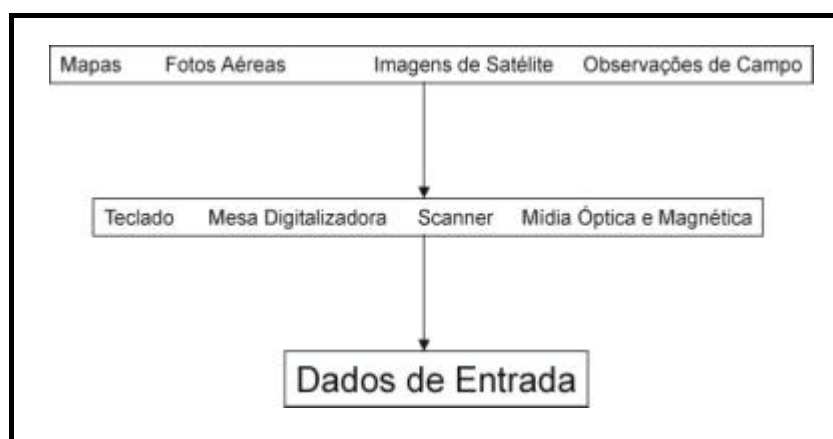 Mapas Fotos Aéreas Imagens de Satélite Observações de Campo
Teclado Mesa Digitalizadora Scanner Mídia Óptica e Magnética
Dados de Entrada